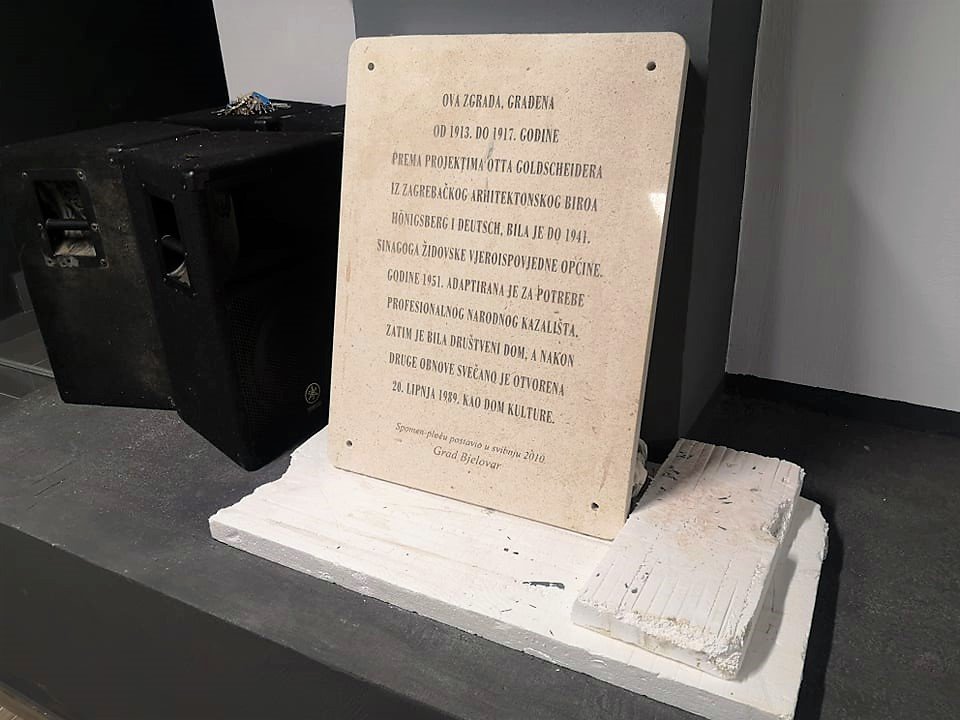 OVA ZGRADA, GRAĐENA
OD 1913. DO 1917. GODINE
PREMA PROJEKTIMA OTTA GOLDSCHEIDERA
IZ ZAGREBAČKOG ARHITEKTONSKOG BIROA
HÖNIGSBERG I DEUTSCH, BILA JE DO 1941.
SINAGOGA ŽIDOVSKE VJEROISPOVJEDNE OPĆINE.
GODINE 1951. ADAPTIRANA JE ZA POTREBE
PROFESIONALNOG NARODNOG KAZALIŠTA,
ZATIM JE BILA DRUŠTVENI DOM, A NAKON
DRUGE OBNOVE SVEČANO JE OTVORENA
20. LIPNJA 1989. KAO DOM KULTURE.
Spomen-ploču postavio u svibnju 2010.
Grad Bjelovar